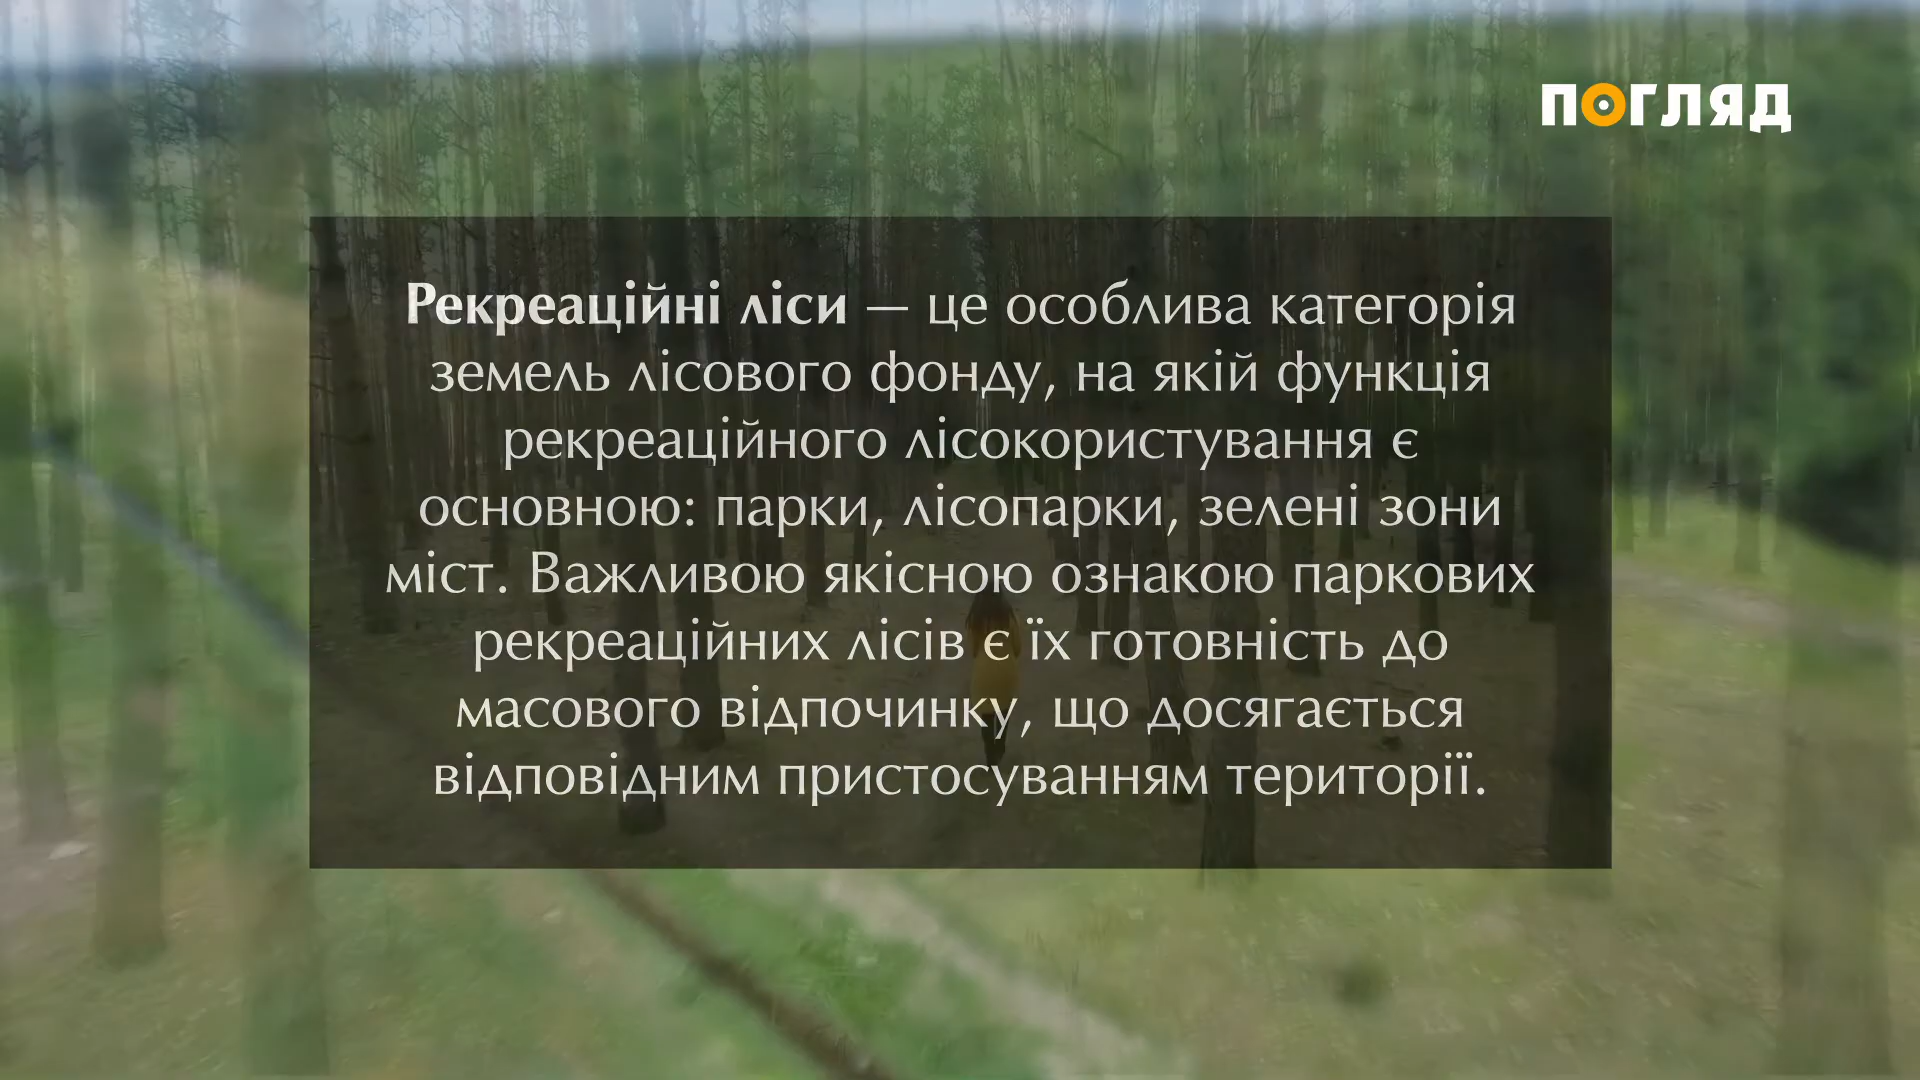 ПОГЛЯД
Рекреаційні ліси — це особлива категорія
земель лісового фонду, на якій функція
рекреаційного лісокористування є
основною: парки, лісопарки, зелені зони
міст. Важливою якісною ознакою паркових
рекреаційних лісів є їх готовність до
масового відпочинку, що досягається
відповідним пристосуванням території.